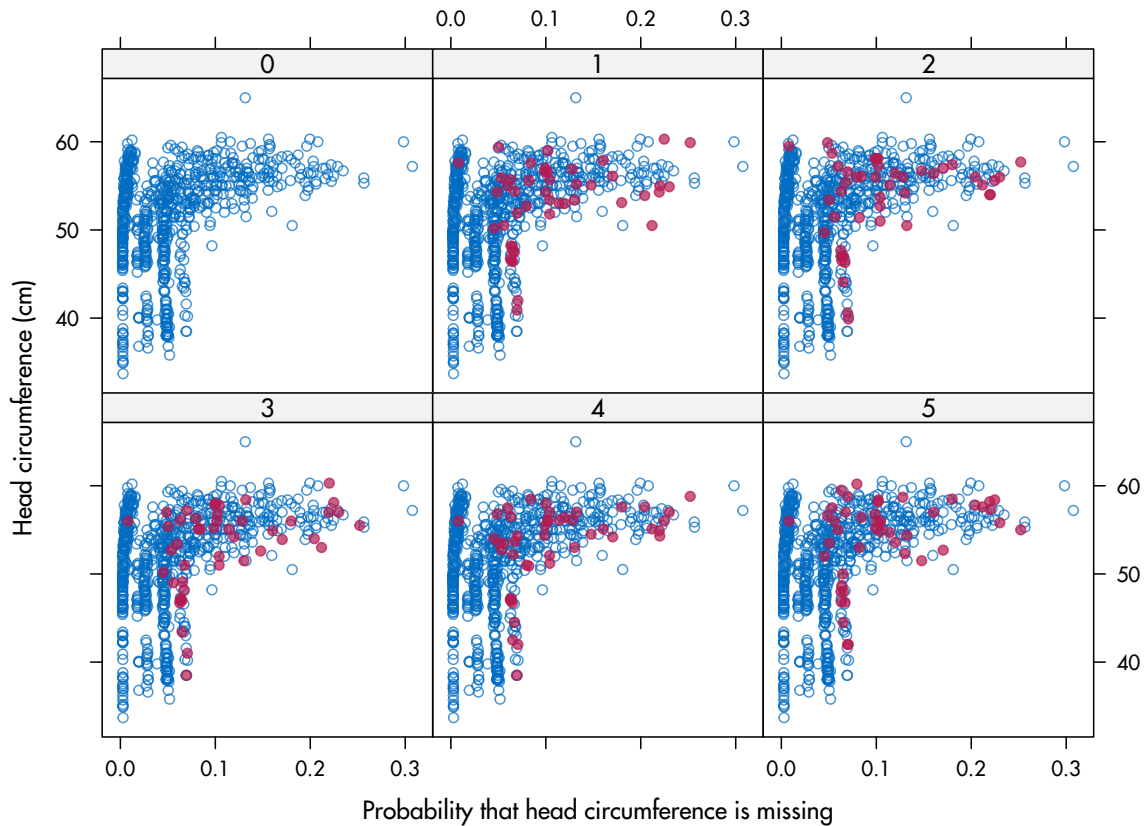 0.0 0.1 0.2 0.3
0 1 2
60
50
40
3 4 5
60
50
40
0.0 0.1 0.2 0.3 0.0 0.1 0.2 0.3
Head circumference (cm)
Probability that head circumference is missing